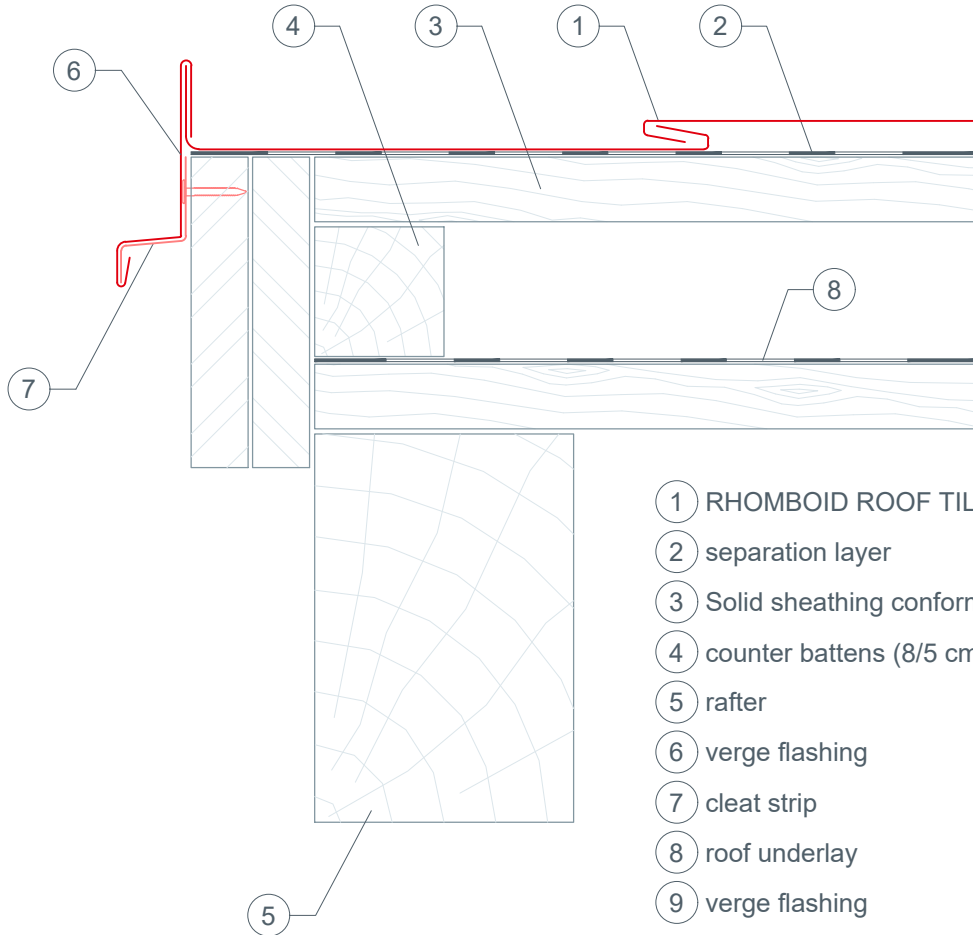 4 3 1 2
6
8
7
1 RHOMBOID ROOF TIL
2 separation layer
3 Solid sheathing conform
4 counter battens (8/5 cm
5 rafter
6 verge flashing
7 cleat strip
8 roof underlay
9 verge flashing
5